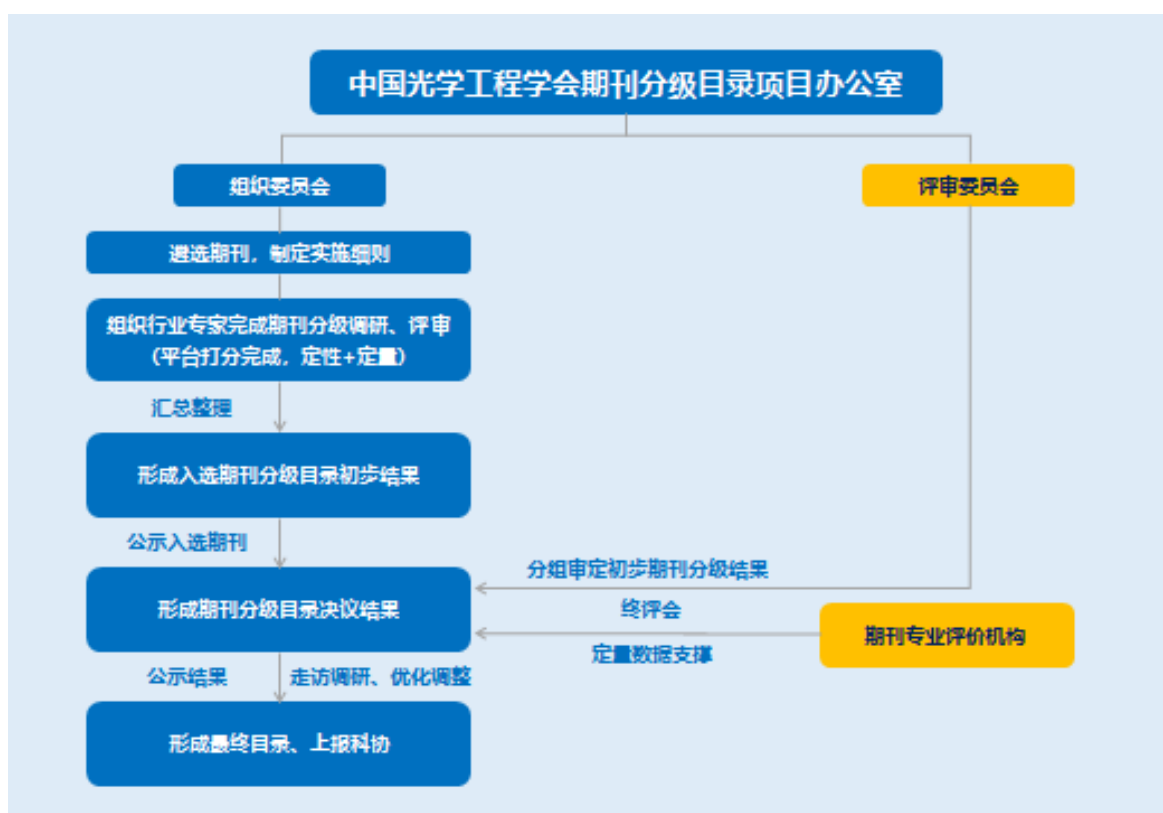 中国光学工程学会期刊分级目录项目办公室
组织委员会
评审委员会
遴选期刊，制定实施细则
组织行业专家完成期刊分级调研、评审
（平台打分完成，定性+定量）
汇总整理
形成入选期刊分级目录初步结果
公示入选期刊
分组审定初步期刊分级结果
形成期刊分级目录决议结果
终评会
期刊专业评价机构
定量数据支撑
公示结果
走访调研、优化调整
形成最终目录、上报科协